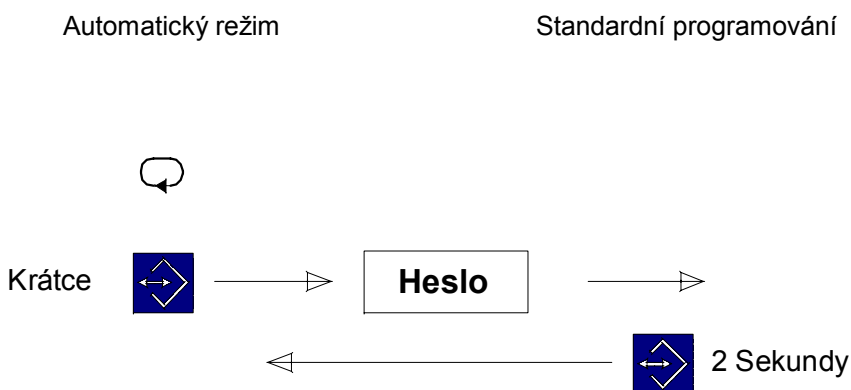 Automatický režim
Standardní programování
Krátce
Heslo
2 Sekundy